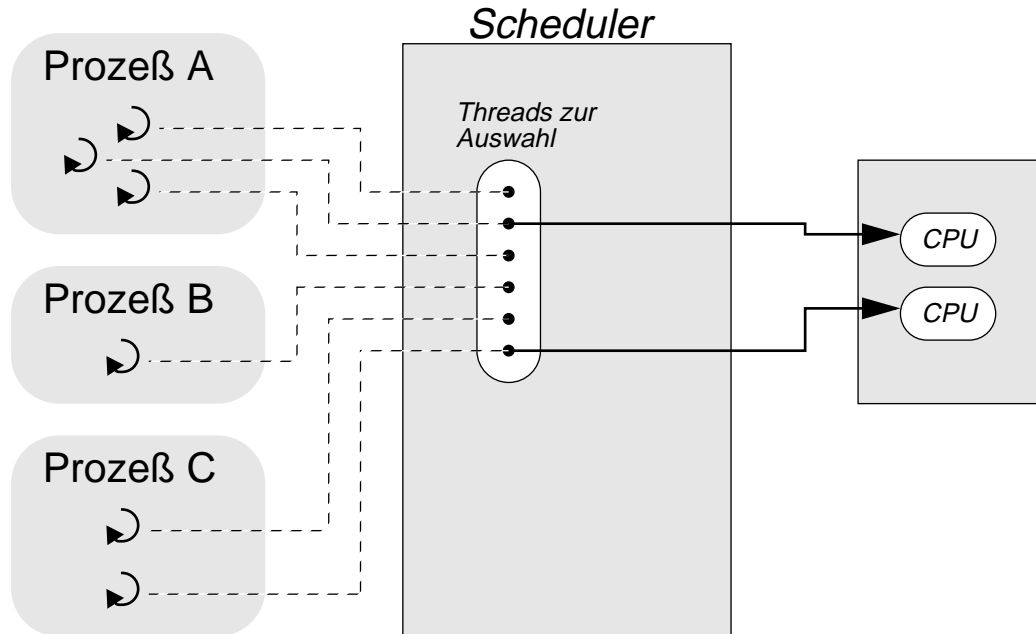 Scheduler
Prozeß A
Threads zur
Auswahl
CPU
Prozeß B
CPU
Prozeß C